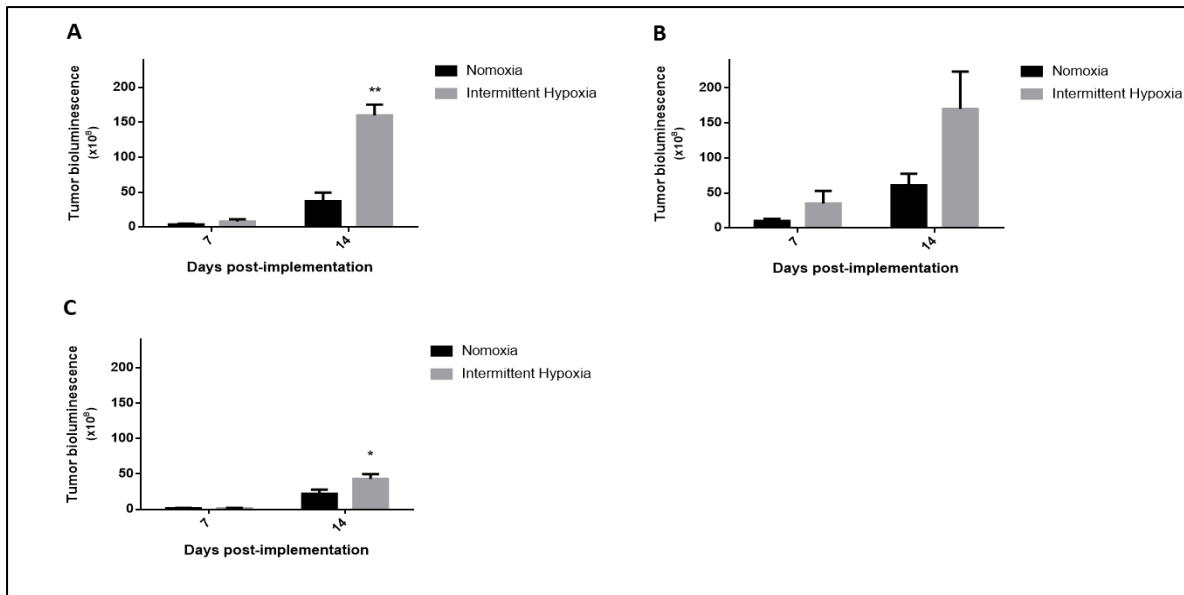 A
Tumor bioluminescence
(x10⁸)
200
150
100
50
0
**
7
14
Days post-implementation
Nomoxia
Intermittent Hypoxia
B
Tumor bioluminescence
(x10⁸)
200
150
100
50
0
7
14
Days post-implementation
Nomoxia
Intermittent Hypoxia
C
Tumor bioluminescence
(x10⁸)
200
150
100
50
0
*
7
14
Days post-implementation
Nomoxia
Intermittent Hypoxia